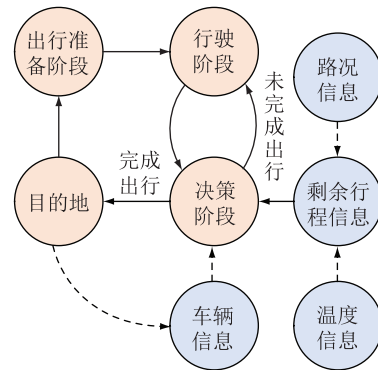 出行准
备阶段
行驶
阶段
路况
信息
未完成出行
完成
出行
目的地
决策
阶段
剩余行
程信息
车辆
信息
温度
信息